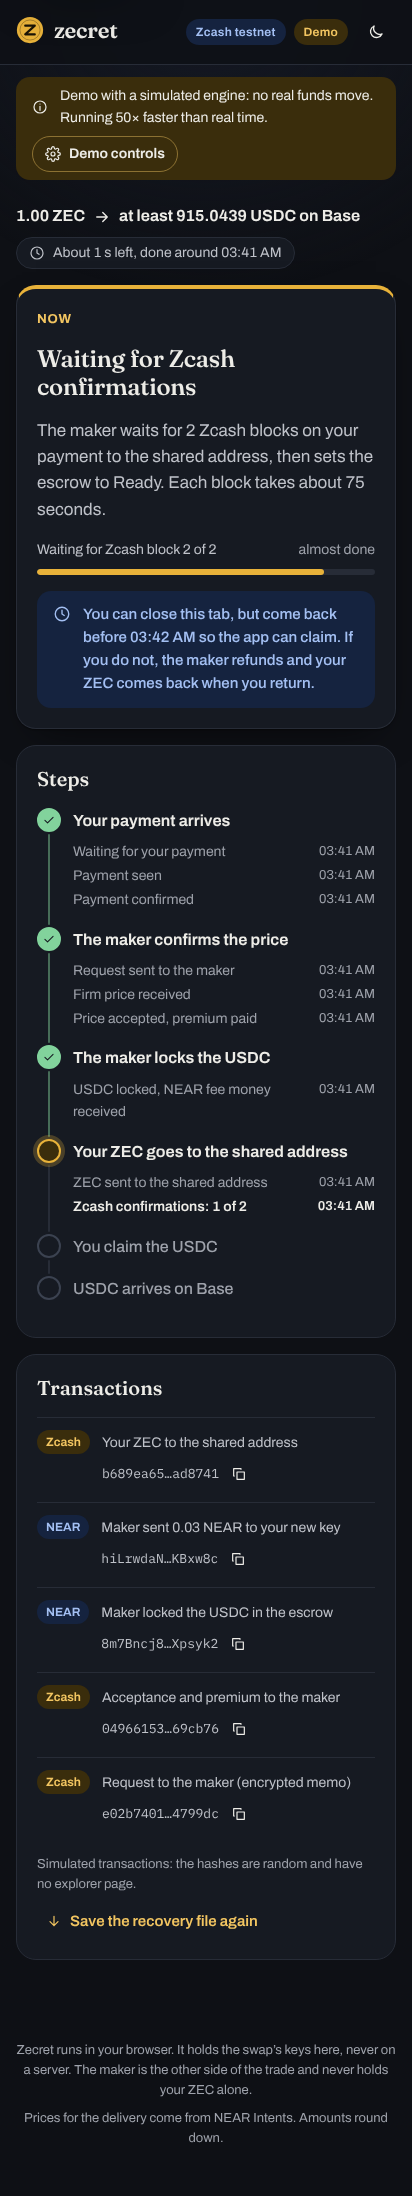 zecret
Zcash testnet
Demo
Demo with a simulated engine: no real funds move.
Running 50× faster than real time.
Demo controls
1.00 ZEC → at least 915.0439 USDC on Base
About 1 s left, done around 03:41 AM
NOW
Waiting for Zcash
confirmations
The maker waits for 2 Zcash blocks on your
payment to the shared address, then sets the
escrow to Ready. Each block takes about 75
seconds.
Waiting for Zcash block 2 of 2 almost done
You can close this tab, but come back
before 03:42 AM so the app can claim. If
you do not, the maker refunds and your
ZEC comes back when you return.
Steps
Your payment arrives
Waiting for your payment 03:41 AM
Payment seen 03:41 AM
Payment confirmed 03:41 AM
The maker confirms the price
Request sent to the maker 03:41 AM
Firm price received 03:41 AM
Price accepted, premium paid 03:41 AM
The maker locks the USDC
USDC locked, NEAR fee money 03:41 AM
received
Your ZEC goes to the shared address
ZEC sent to the shared address 03:41 AM
Zcash confirmations: 1 of 2 03:41 AM
You claim the USDC
USDC arrives on Base
Transactions
Zcash Your ZEC to the shared address
b689ea65…ad8741
NEAR Maker sent 0.03 NEAR to your new key
hiLrwdaN…KBxw8c
NEAR Maker locked the USDC in the escrow
8m7Bncj8…Xpsyk2
Zcash Acceptance and premium to the maker
04966153…69cb76
Zcash Request to the maker (encrypted memo)
e02b7401…4799dc
Simulated transactions: the hashes are random and have
no explorer page.
Save the recovery file again
Zecret runs in your browser. It holds the swap's keys here, never on
a server. The maker is the other side of the trade and never holds
your ZEC alone.
Prices for the delivery come from NEAR Intents. Amounts round
down.